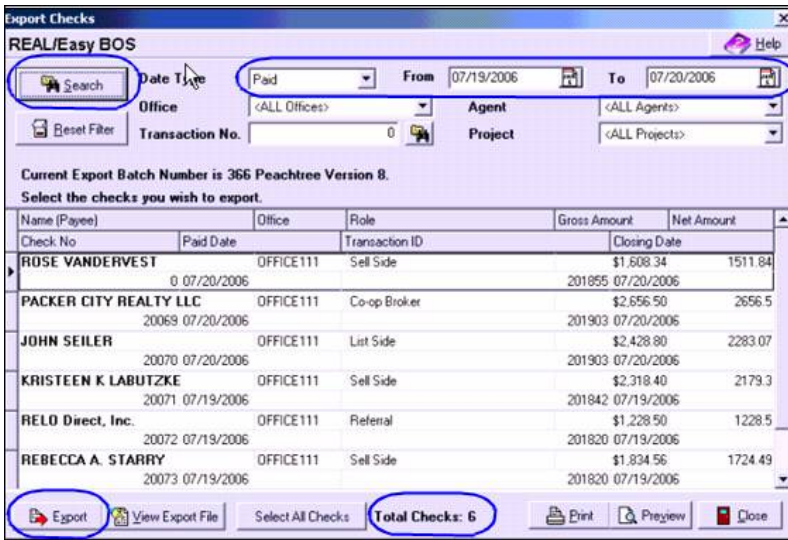 Export Checks
REAL/Easy BOS
Help
Search
Date Type
Paid
From
07/19/2006
To
07/20/2006
Office
<ALL Offices>
Agent
<ALL Agents>
Reset Filter
Transaction No.
0
Project
<ALL Projects>
Current Export Batch Number is 366 Peachtree Version 8.
Select the checks you wish to export.
Name (Payee) Office Role Gross Amount Net Amount
Check No Paid Date Transaction ID Closing Date
ROSE VANDERVEST OFFICE111 Sell Side $1,608.34 1511.84
0 07/20/2006 201855 07/20/2006
PACKER CITY REALTY LLC OFFICE111 Co-op Broker $2,656.50 2656.5
20069 07/20/2006 201903 07/20/2006
JOHN SEILER OFFICE111 List Side $2,428.80 2283.07
20070 07/20/2006 201903 07/20/2006
KRISTEEN K LABUTZKE OFFICE111 Sell Side $2,318.40 2179.3
20071 07/19/2006 201842 07/19/2006
RELO Direct, Inc. OFFICE111 Referral $1,228.50 1228.5
20072 07/19/2006 201820 07/19/2006
REBECCA A. STARRY OFFICE111 Sell Side $1,834.56 1724.49
20073 07/19/2006 201820 07/19/2006
Export
View Export File
Select All Checks
Total Checks: 6
Print
Preview
Close